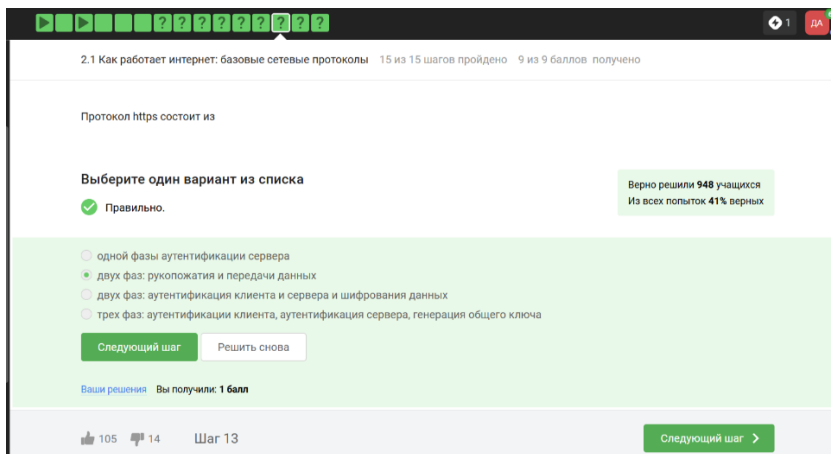 ? ? ? ? ? ? ? ? ? ?
1 ДА
2.1 Как работает интернет: базовые сетевые протоколы 15 из 15 шагов пройдено 9 из 9 баллов получено
Протокол https состоит из
Выберите один вариант из списка
Правильно.
Верно решили 948 учащихся
Из всех попыток 41% верных
одной фазы аутентификации сервера
двух фаз: рукопожатия и передачи данных
двух фаз: аутентификация клиента и сервера и шифрования данных
трех фаз: аутентификации клиента, аутентификация сервера, генерация общего ключа
Следующий шаг Решить снова
Ваши решения Вы получили: 1 балл
105 14 Шаг 13 Следующий шаг